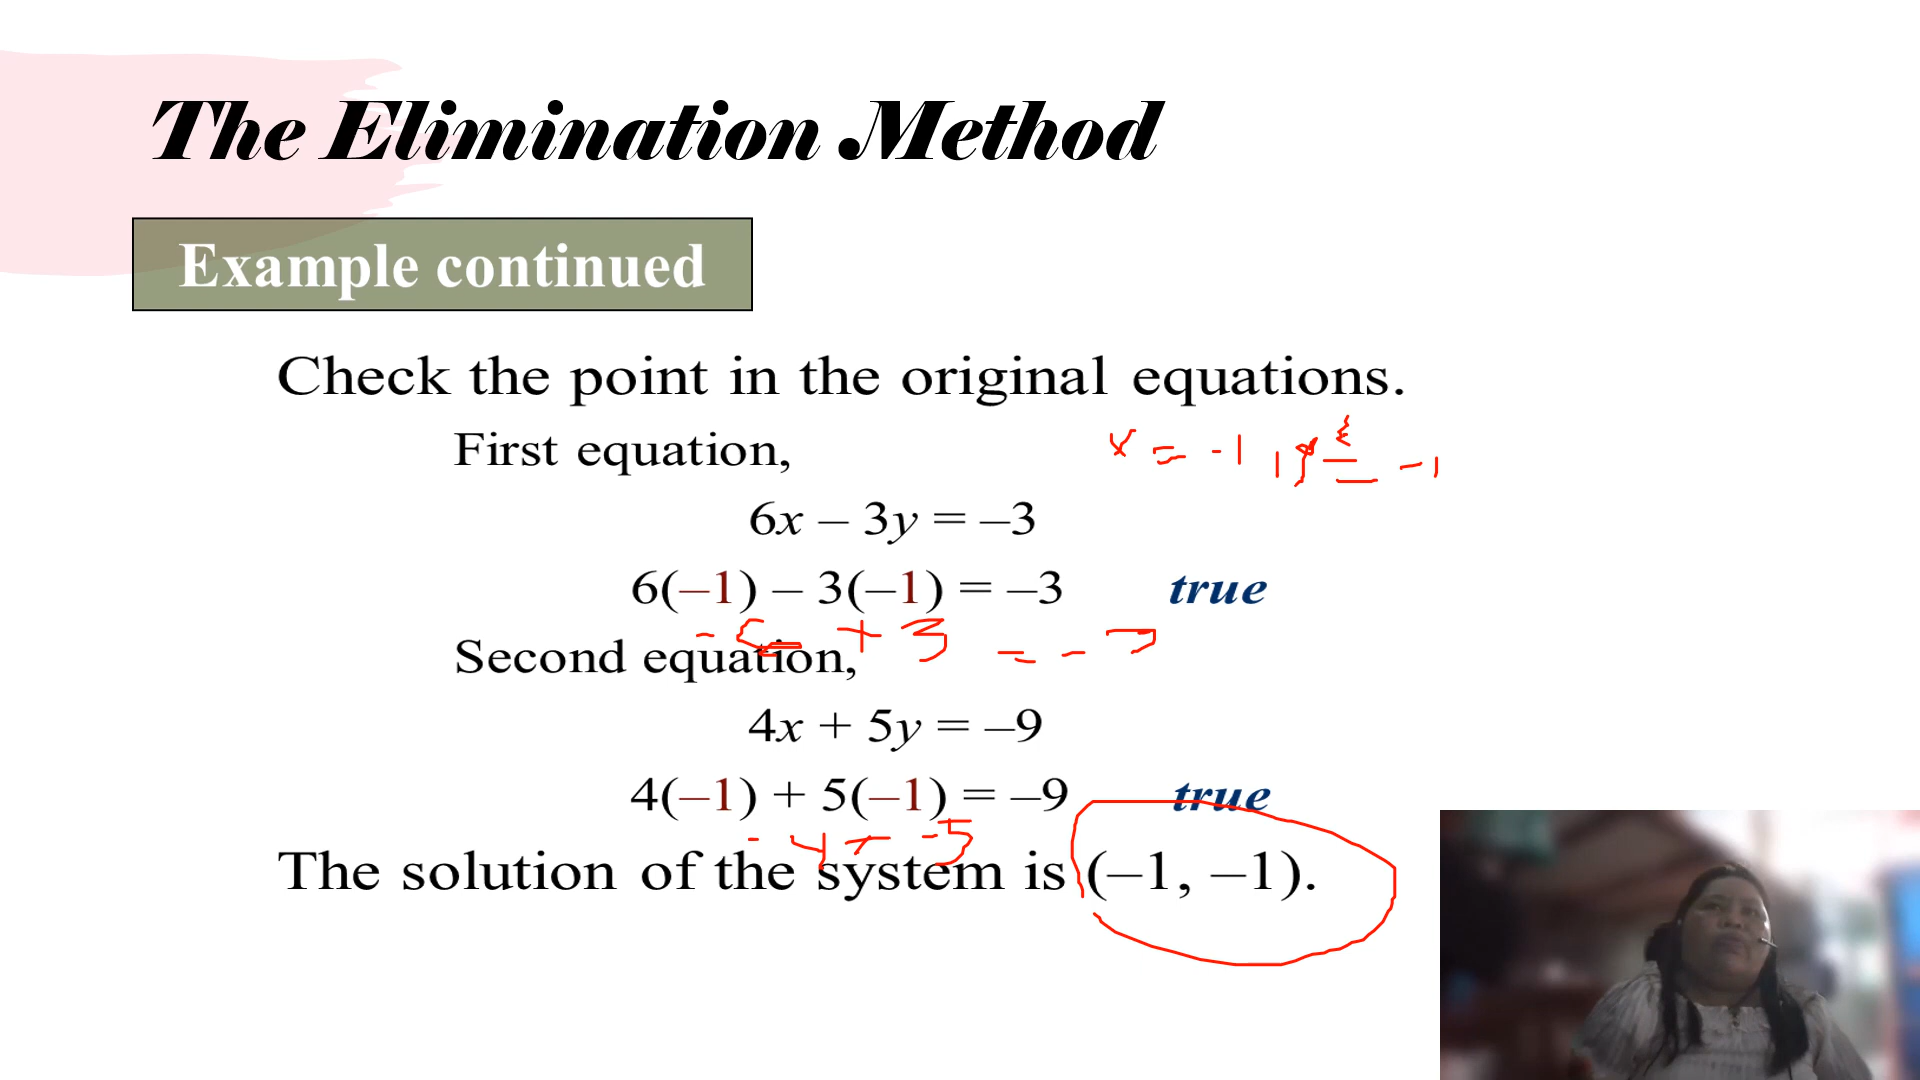 The Elimination Method
Example continued
Check the point in the original equations.
First equation,
x = -1 , y = -1
6x – 3y = –3
6(–1) – 3(–1) = –3 true
+ 3 = -
Second equation,
4x + 5y = –9
4(–1) + 5(–1) = –9 true
- 4 + -5
The solution of the system is (–1, –1).